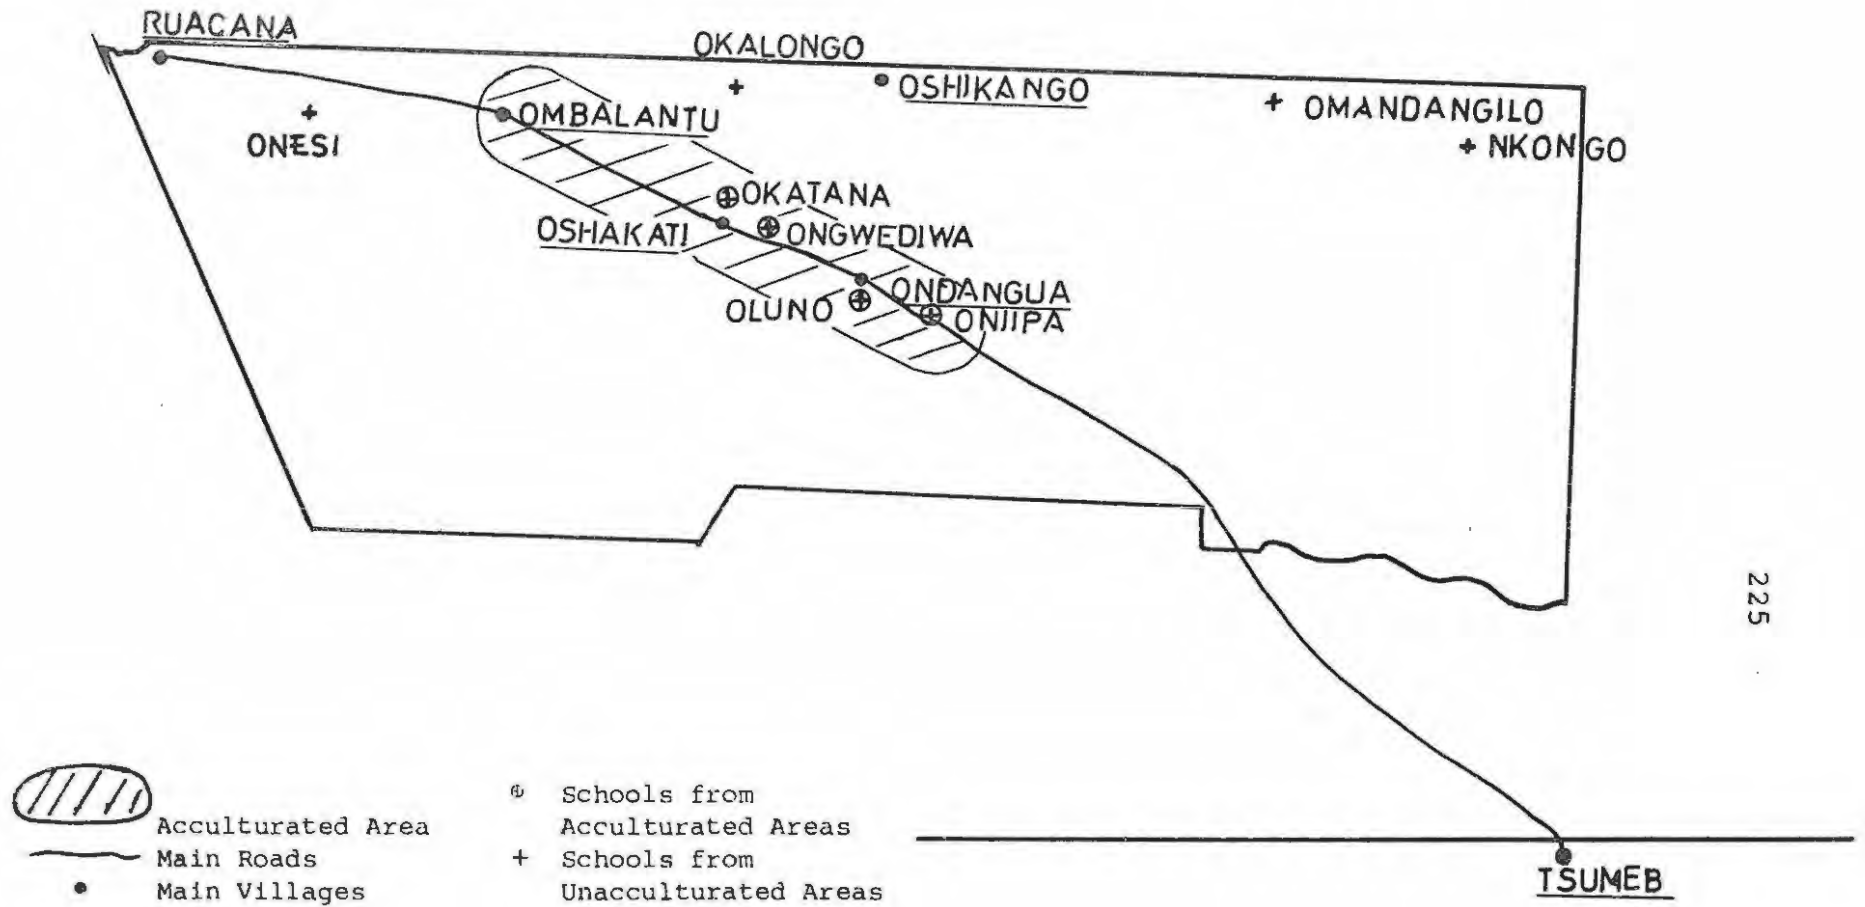 RUACANA
OKALONGO
OSHIKANGO
OMANDANGILO
OMBALANTU
ONESI
NKONGO
OKATANA
OSHAKATI
ONGWEDIWA
OLUNO
ONDANGUA
ONIIPA
225
Acculturated Area
Main Roads
Main Villages
Schools from
Acculturated Areas
Schools from
Unacculturated Areas
TSUMEB